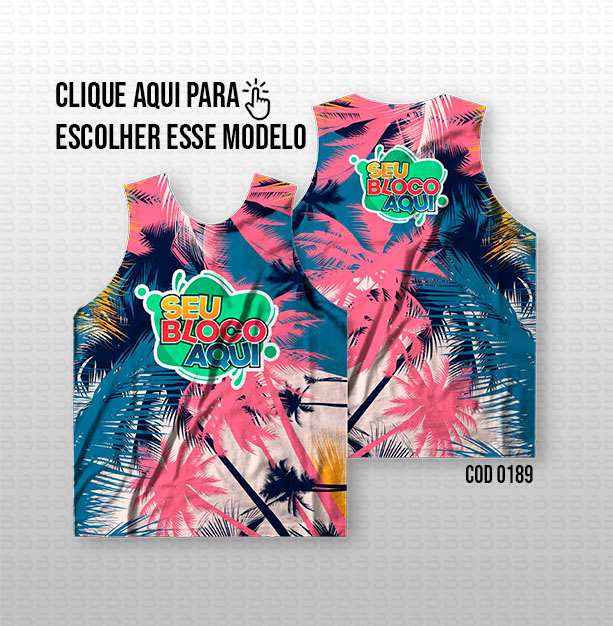 CLIQUE AQUI PARA
ESCOLHER ESSE MODELO
SEU
BLOCO
AQUI
SEU
BLOCO
AQUI
COD 0189